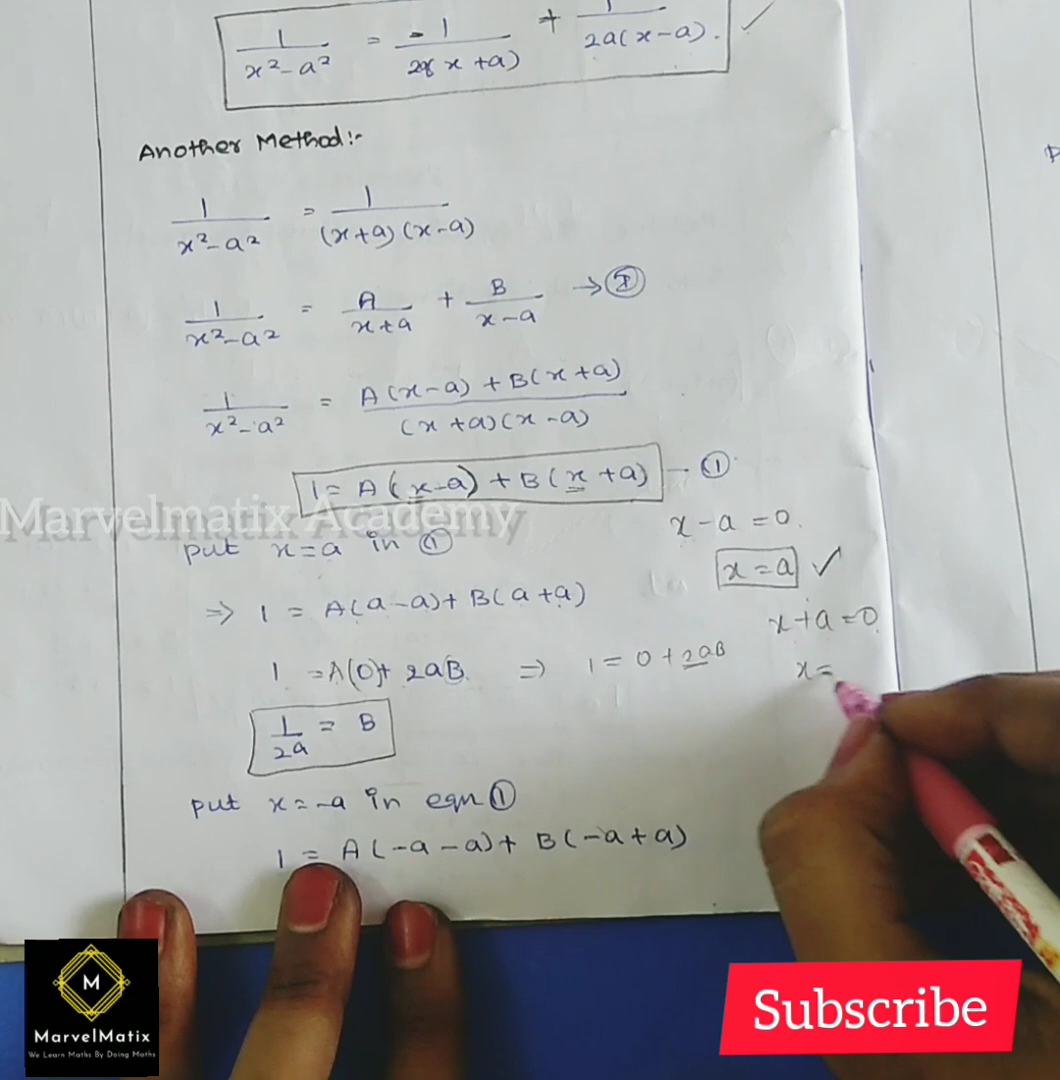 1/(x²-a²) = -1/2a(x+a) + 1/2a(x-a).
Another Method:-
1/(x²-a²) = 1/(x+a)(x-a)
1/(x²-a²) = A/(x+a) + B/(x-a) → ②
1/(x²-a²) = (A(x-a)+B(x+a))/((x+a)(x-a))
1 = A(x-a)+B(x+a) - ①
Marvelmatix Academy
x-a=0.
put x=a in ①
x=a ✓
⇒ 1 = A(a-a)+B(a+a)
x+a=0
1 = A(0)+ 2aB. ⇒ 1=0+2aB
x=
1/2a = B
put x=-a in eqn ①
1 = A(-a-a)+ B(-a+a)
M
MarvelMatix
We Learn Maths By Doing Maths
Subscribe